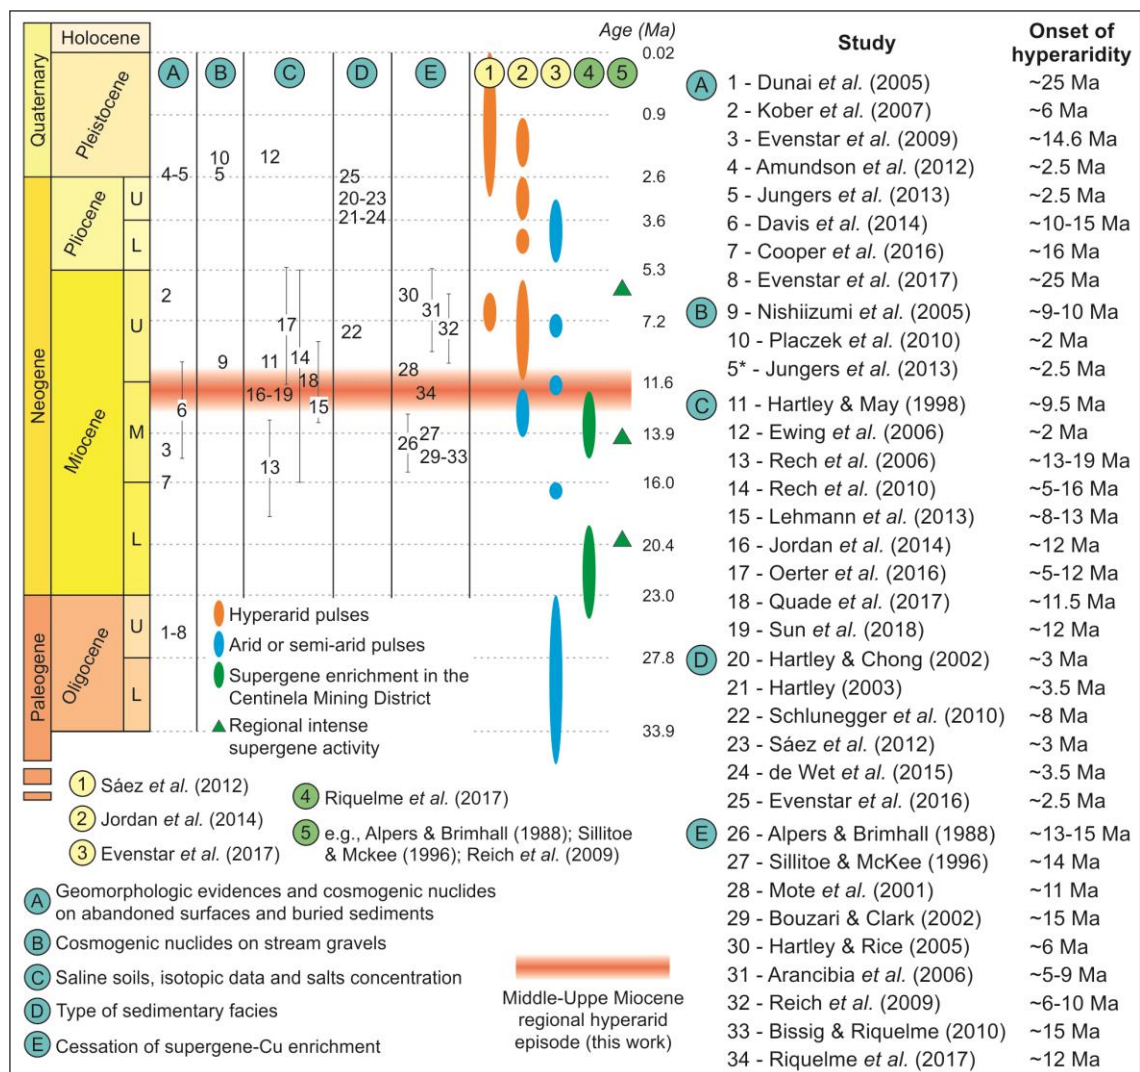 Holocene
Age (Ma)
0.02
Quaternary
Pleistocene
A
B
C
D
E
1
2
3
4
5
0.9
10
12
4-5
5
25
2.6
Neogene
Pliocene
U
20-23
21-24
3.6
L
5.3
Miocene
2
30
31
U
17
22
32
7.2
9
11
14
28
18
11.6
6
16-19
15
34
M
27
13.9
3
26
29-33
13
7
16.0
L
20.4
23.0
Paleogene
Oligocene
U
1-8
27.8
L
33.9
Hyperarid pulses
Arid or semi-arid pulses
Supergene enrichment in the
Centinela Mining District
Regional intense
supergene activity
1 Sáez et al. (2012)
2 Jordan et al. (2014)
3 Evenstar et al. (2017)
4 Riquelme et al. (2017)
5 e.g., Alpers & Brimhall (1988); Sillitoe
& Mckee (1996); Reich et al. (2009)
A Geomorphologic evidences and cosmogenic nuclides
on abandoned surfaces and buried sediments
B Cosmogenic nuclides on stream gravels
C Saline soils, isotopic data and salts concentration
D Type of sedimentary facies
E Cessation of supergene-Cu enrichment
Middle-Uppe Miocene
regional hyperarid
episode (this work)
Study Onset of
hyperaridity
A 1 - Dunai et al. (2005) ~25 Ma
2 - Kober et al. (2007) ~6 Ma
3 - Evenstar et al. (2009) ~14.6 Ma
4 - Amundson et al. (2012) ~2.5 Ma
5 - Jungers et al. (2013) ~2.5 Ma
6 - Davis et al. (2014) ~10-15 Ma
7 - Cooper et al. (2016) ~16 Ma
8 - Evenstar et al. (2017) ~25 Ma
B 9 - Nishiizumi et al. (2005) ~9-10 Ma
10 - Placzek et al. (2010) ~2 Ma
5* - Jungers et al. (2013) ~2.5 Ma
C 11 - Hartley & May (1998) ~9.5 Ma
12 - Ewing et al. (2006) ~2 Ma
13 - Rech et al. (2006) ~13-19 Ma
14 - Rech et al. (2010) ~5-16 Ma
15 - Lehmann et al. (2013) ~8-13 Ma
16 - Jordan et al. (2014) ~12 Ma
17 - Oerter et al. (2016) ~5-12 Ma
18 - Quade et al. (2017) ~11.5 Ma
19 - Sun et al. (2018) ~12 Ma
D 20 - Hartley & Chong (2002) ~3 Ma
21 - Hartley (2003) ~3.5 Ma
22 - Schlunegger et al. (2010) ~8 Ma
23 - Sáez et al. (2012) ~3 Ma
24 - de Wet et al. (2015) ~3.5 Ma
25 - Evenstar et al. (2016) ~2.5 Ma
E 26 - Alpers & Brimhall (1988) ~13-15 Ma
27 - Sillitoe & McKee (1996) ~14 Ma
28 - Mote et al. (2001) ~11 Ma
29 - Bouzari & Clark (2002) ~15 Ma
30 - Hartley & Rice (2005) ~6 Ma
31 - Arancibia et al. (2006) ~5-9 Ma
32 - Reich et al. (2009) ~6-10 Ma
33 - Bissig & Riquelme (2010) ~15 Ma
34 - Riquelme et al. (2017) ~12 Ma